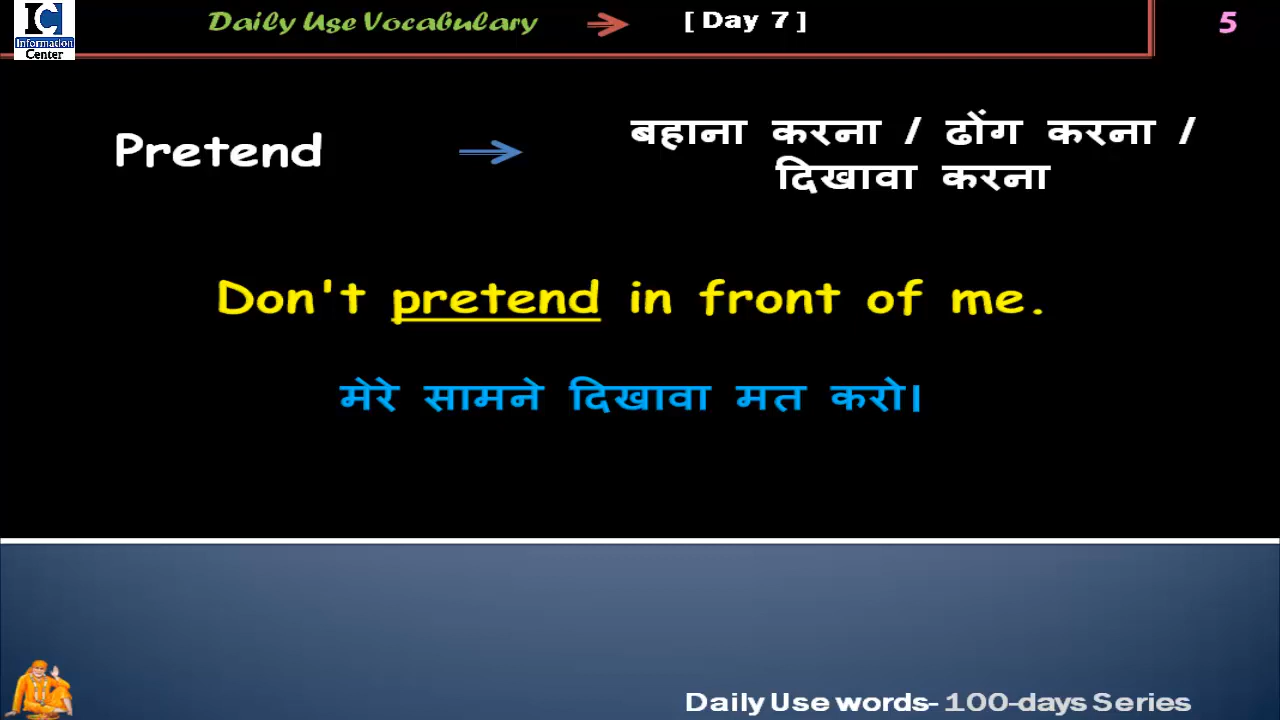 IC
Information
Center
Daily Use Vocabulary
[ Day 7 ]
5
Pretend
बहाना करना / ढोंग करना /
दिखावा करना
Don't pretend in front of me.
मेरे सामने दिखावा मत करो।
Daily Use words- 100-days Series